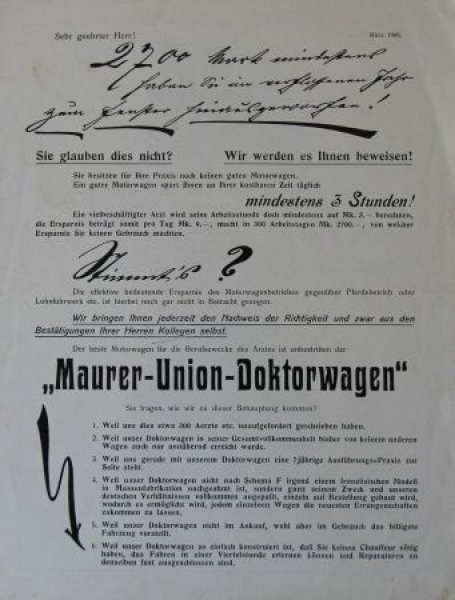 Sehr geehrter Herr!
März 1908.
2700 Mark mindestens
haben Sie im verflossenen Jahr
zum Fenster hinausgeworfen!
Sie glauben dies nicht? Wir werden es Ihnen beweisen!
Sie besitzen für Ihre Praxis noch keinen guten Motorwagen.
Ein guter Motorwagen spart Ihnen an Ihrer kostbaren Zeit täglich
mindestens 3 Stunden!
Ein vielbeschäftigter Arzt wird seine Arbeitsstunde doch mindestens auf Mk. 3.— berechnen,
die Ersparnis beträgt somit pro Tag Mk. 9.—, macht in 300 Arbeitstagen Mk. 2700.—, von welcher
Ersparnis Sie keinen Gebrauch machten.
Stimmt's?
Die effektive bedeutende Ersparnis des Motorwagenbetriebes gegenüber Pferdebetrieb oder
Lohnfuhrwerk etc. ist hierbei noch gar nicht in Betracht gezogen.
Wir bringen Ihnen jederzeit den Nachweis der Richtigkeit und zwar aus den
Bestätigungen Ihrer Herren Kollegen selbst.
Der beste Motorwagen für die Berufszwecke des Arztes ist unbestritten der
„Maurer-Union-Doktorwagen“
Sie fragen, wie wir zu dieser Behauptung kommen?
1. Weil uns dies etwa 300 Aerzte etc. unaufgefordert geschrieben haben.
2. Weil unser Doktorwagen in seiner Gesamtvollkommenheit bisher von keinem anderen
Wagen auch nur annähernd erreicht wurde.
3. Weil uns gerade mit unserem Doktorwagen eine 7jährige Ausführungs-Praxis zur
Seite steht.
4. Weil unser Doktorwagen nicht nach Schema F irgend einem französischen Modell
in Massenfabrikation nachgeahmt ist, sondern ganz seinem Zweck und unseren
deutschen Verhältnissen vollkommen angepaßt, einzeln auf Bestellung gebaut wird,
wodurch es ermöglicht wird, jedem einzelnen Wagen die neuesten Errungenschaften
zukommen zu lassen.
5. Weil unser Doktorwagen nicht im Ankauf, wohl aber im Gebrauch das billigste
Fahrzeug vorstellt.
6. Weil unser Doktorwagen so einfach konstruiert ist, daß Sie keinen Chauffeur nötig
haben, das Fahren in einer Viertelstunde erlernen können und Reparaturen an
demselben fast ausgeschlossen sind.